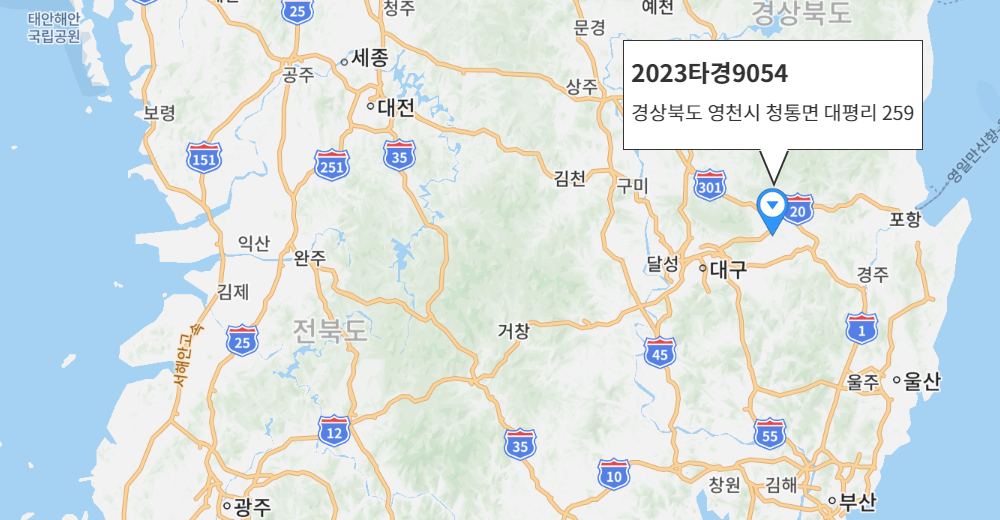 태안해안
국립공원
25
청주
문경
예천
경상북도
세종
공주
상주
2023타경9054
경상북도 영천시 청통면 대평리 259
보령
대전
151
251
35
김천
구미
301
20
영일만신항
포항
익산
완주
달성
대구
경주
김제
전북도
거창
서해안고속
25
45
1
울주
울산
12
35
55
10
창원
김해
광주
부산